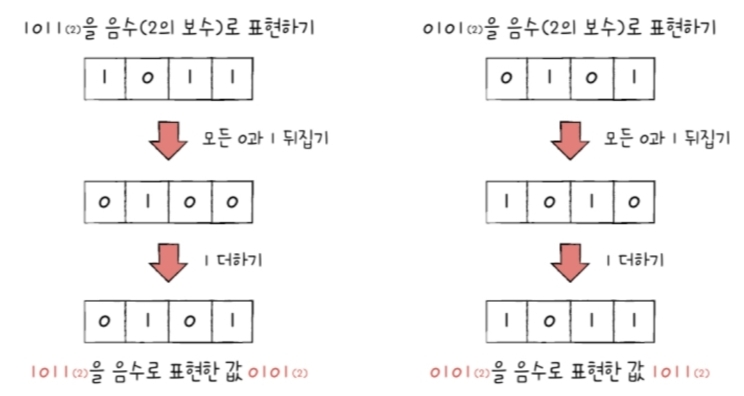 1011(2)을 음수(2의 보수)로 표현하기
1 0 1 1
모든 0과 1 뒤집기
0 1 0 0
1 더하기
0 1 0 1
1011(2)을 음수로 표현한 값 0101(2)
0101(2)을 음수(2의 보수)로 표현하기
0 1 0 1
모든 0과 1 뒤집기
1 0 1 0
1 더하기
1 0 1 1
0101(2)을 음수로 표현한 값 1011(2)